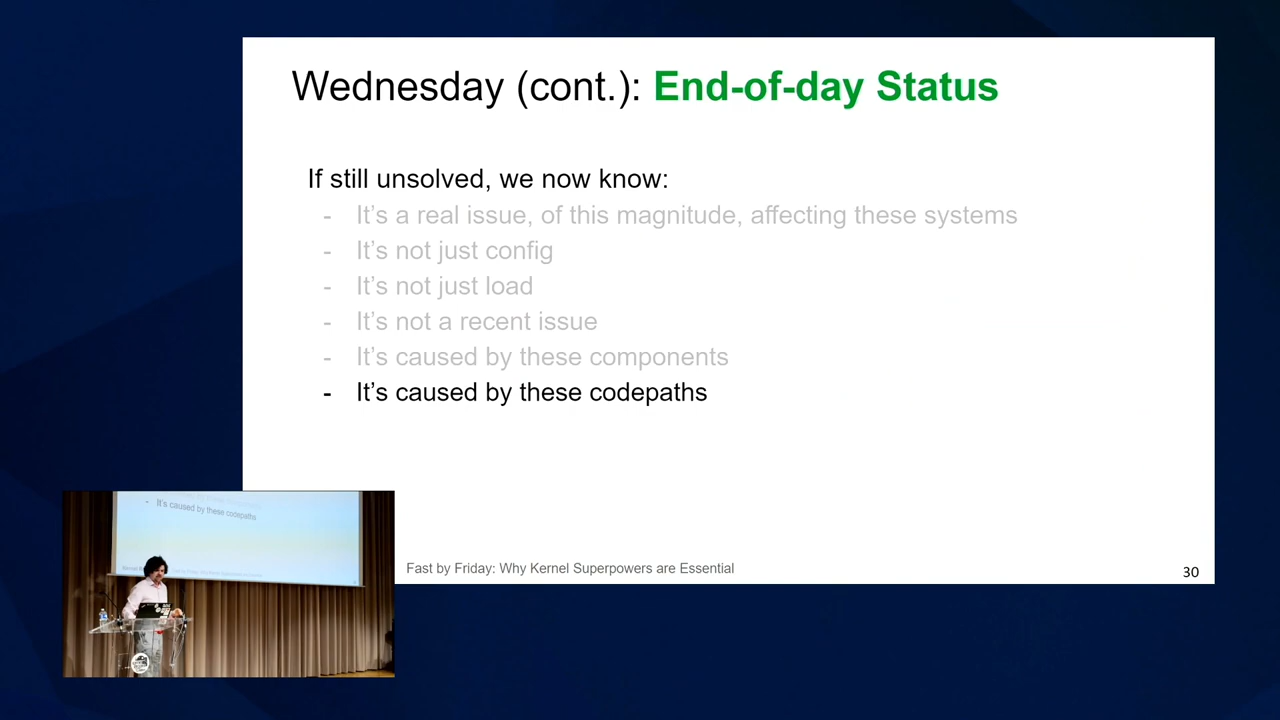 Wednesday (cont.): End-of-day Status
If still unsolved, we now know:
- It's a real issue, of this magnitude, affecting these systems
- It's not just config
- It's not just load
- It's not a recent issue
- It's caused by these components
- It's caused by these codepaths
Fast by Friday: Why Kernel Superpowers are Essential
30
- It's caused by these codepaths